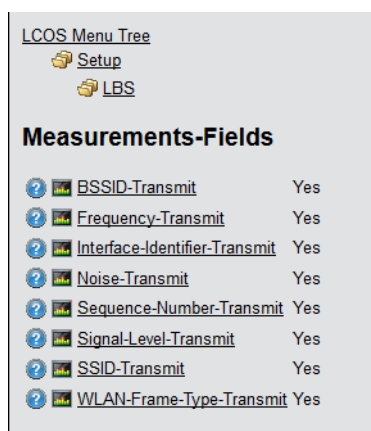 LCOS Menu Tree
Setup
LBS
Measurements-Fields
BSSID-Transmit Yes
Frequency-Transmit Yes
Interface-Identifier-Transmit Yes
Noise-Transmit Yes
Sequence-Number-Transmit Yes
Signal-Level-Transmit Yes
SSID-Transmit Yes
WLAN-Frame-Type-Transmit Yes